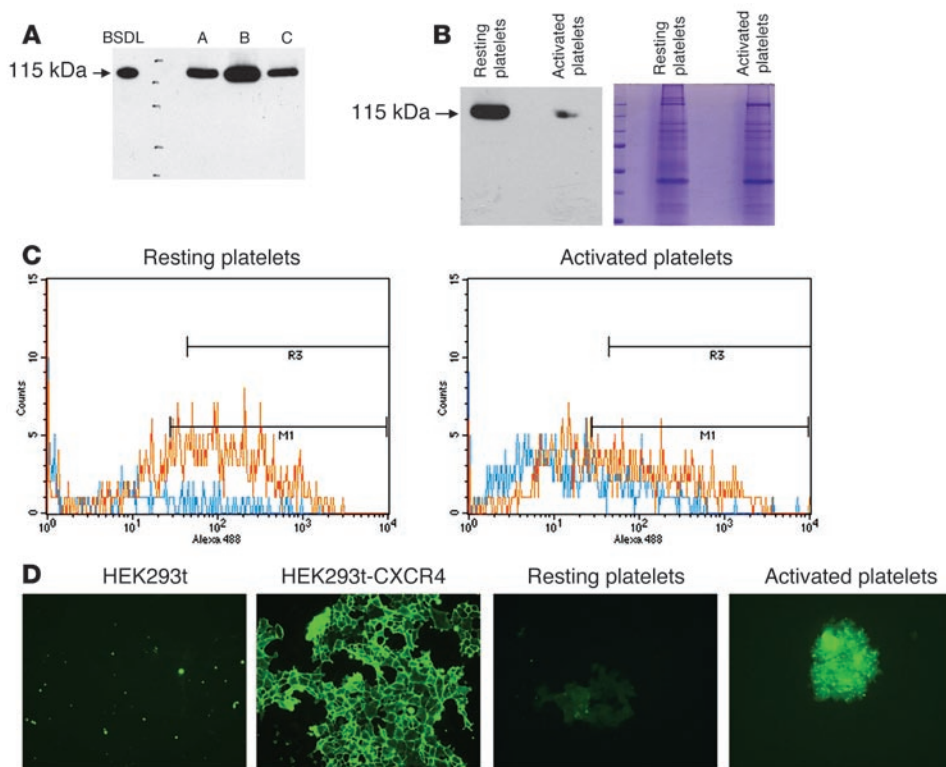 A
BSDL A B C
115 kDa
B
Resting platelets
Activated platelets
Resting platelets
Activated platelets
115 kDa
C
Resting platelets
15
10
5
0
Counts
R3
M1
10⁰ 10¹ 10² 10³ 10⁴
Alexa 488
Activated platelets
15
10
5
0
Counts
R3
M1
10⁰ 10¹ 10² 10³ 10⁴
Alexa 488
D
HEK293t
HEK293t-CXCR4
Resting platelets
Activated platelets